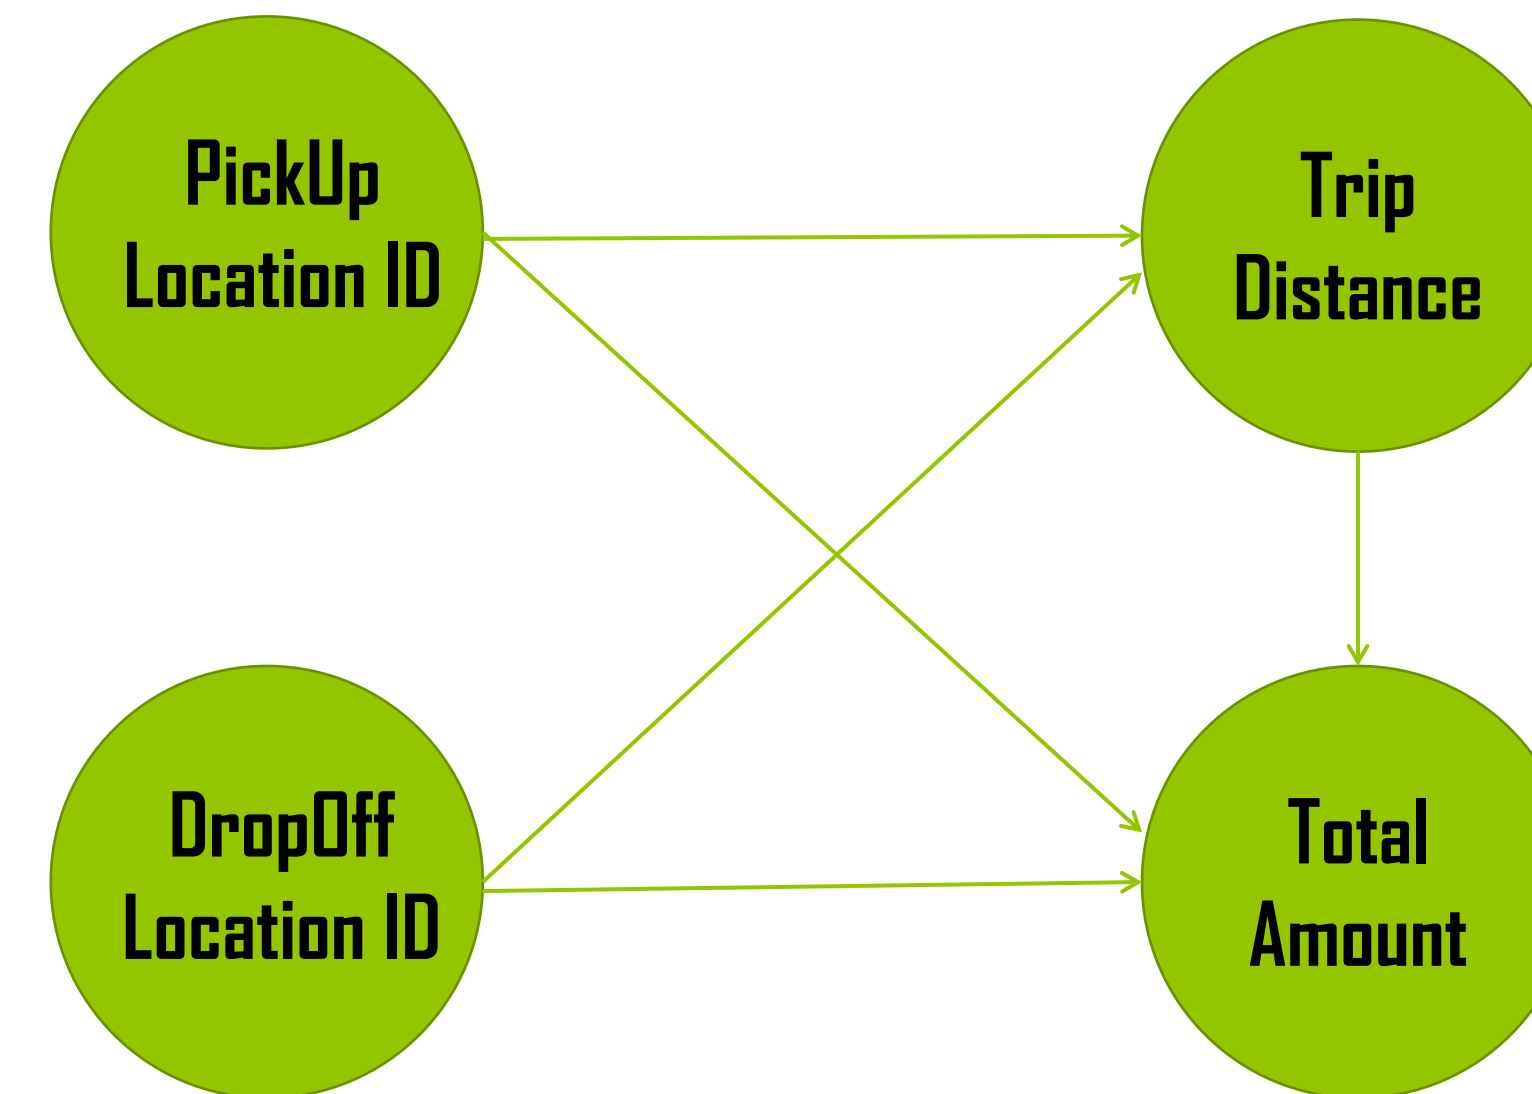 PickUp
Location ID
Trip
Distance
DropOff
Location ID
Total
Amount